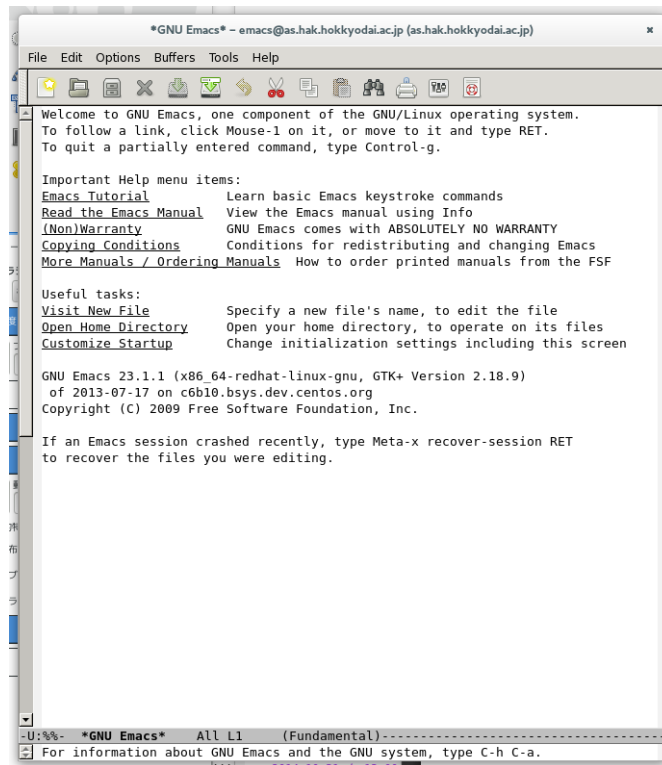 *GNU Emacs* – emacs@as.hak.hokkyodai.ac.jp (as.hak.hokkyodai.ac.jp)
File Edit Options Buffers Tools Help
Welcome to GNU Emacs, one component of the GNU/Linux operating system.
To follow a link, click Mouse-1 on it, or move to it and type RET.
To quit a partially entered command, type Control-g.
Important Help menu items:
Emacs Tutorial Learn basic Emacs keystroke commands
Read the Emacs Manual View the Emacs manual using Info
(Non)Warranty GNU Emacs comes with ABSOLUTELY NO WARRANTY
Copying Conditions Conditions for redistributing and changing Emacs
More Manuals / Ordering Manuals How to order printed manuals from the FSF
Useful tasks:
Visit New File Specify a new file's name, to edit the file
Open Home Directory Open your home directory, to operate on its files
Customize Startup Change initialization settings including this screen
GNU Emacs 23.1.1 (x86_64-redhat-linux-gnu, GTK+ Version 2.18.9)
of 2013-07-17 on c6b10.bsys.dev.centos.org
Copyright (C) 2009 Free Software Foundation, Inc.
If an Emacs session crashed recently, type Meta-x recover-session RET
to recover the files you were editing.
-U:%%- *GNU Emacs* All L1 (Fundamental)------------------------------------
For information about GNU Emacs and the GNU system, type C-h C-a.